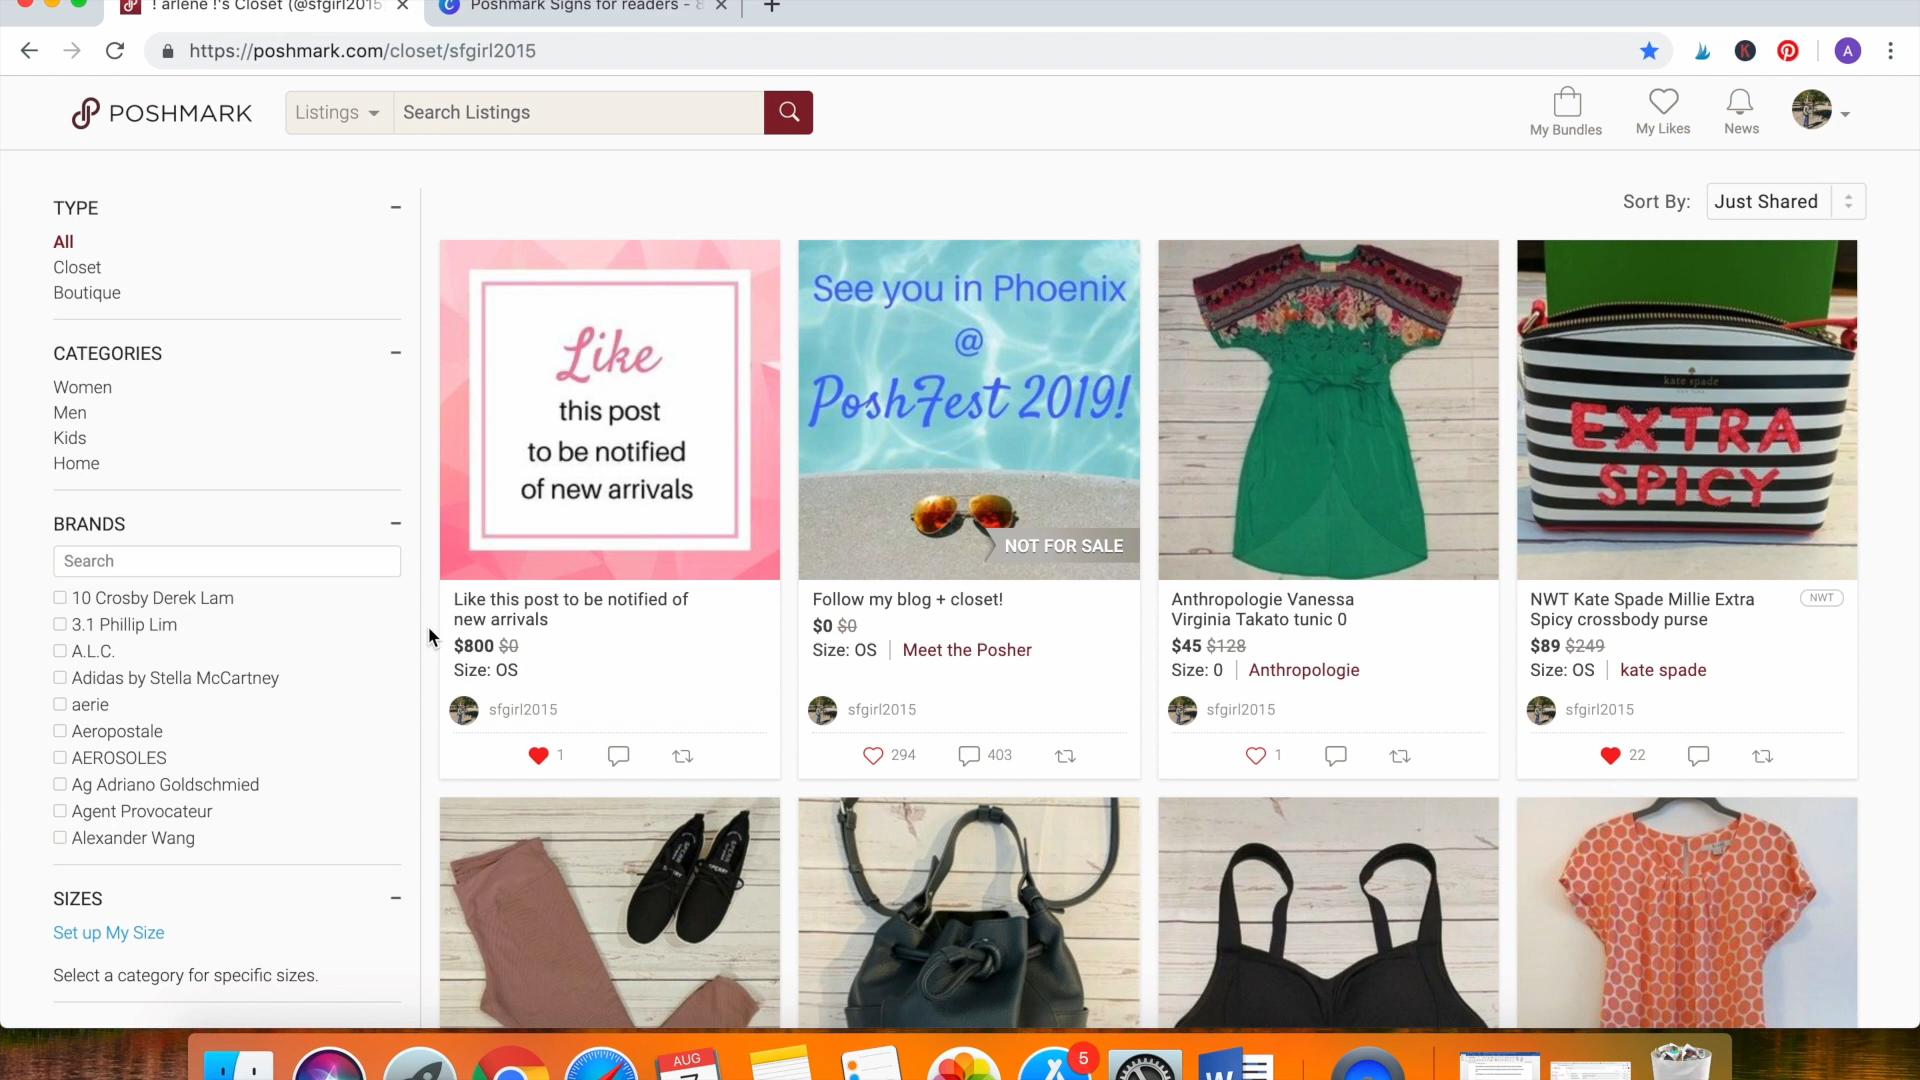 ! arlene !'s Closet (@sfgirl2015
Poshmark Signs for readers - 8
https://poshmark.com/closet/sfgirl2015
K
A
POSHMARK
Listings
Search Listings
My Bundles
My Likes
News
Sort By:
Just Shared
TYPE
All
Closet
Boutique
CATEGORIES
Women
Men
Kids
Home
BRANDS
Search
10 Crosby Derek Lam
3.1 Phillip Lim
A.L.C.
Adidas by Stella McCartney
aerie
Aeropostale
AEROSOLES
Ag Adriano Goldschmied
Agent Provocateur
Alexander Wang
SIZES
Set up My Size
Select a category for specific sizes.
Like
this post
to be notified
of new arrivals
Like this post to be notified of
new arrivals
$800 $0
Size: OS
sfgirl2015
1
See you in Phoenix
@
PoshFest 2019!
NOT FOR SALE
Follow my blog + closet!
$0 $0
Size: OS
Meet the Posher
sfgirl2015
294
403
Anthropologie Vanessa
Virginia Takato tunic 0
$45 $128
Size: 0
Anthropologie
sfgirl2015
1
kate spade
NEW YORK
EXTRA
SPICY
NWT Kate Spade Millie Extra
Spicy crossbody purse
NWT
$89 $249
Size: OS
kate spade
sfgirl2015
22
SPERRY
AUG
7
5
W